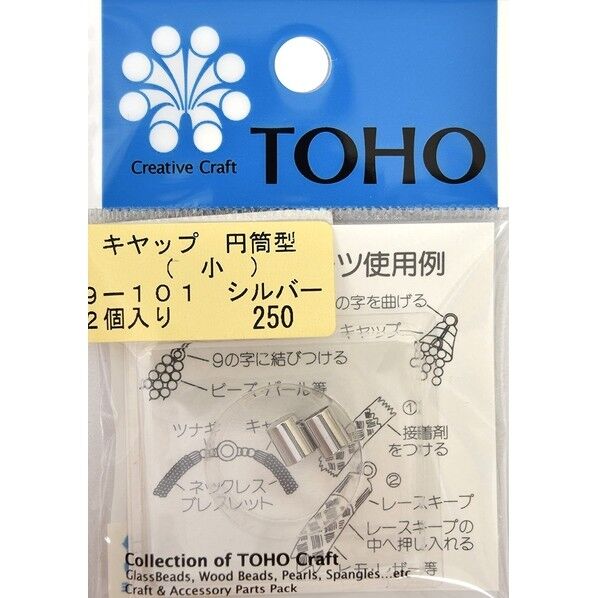 Creative Craft
TOHO
キャップ 円筒型
( 小 )
9-101 シルバー
2個入り 250
ツ使用例
の字を曲げる
キャップ
9の字に結びつける
ビーズ・パール等
①
接着剤
をつける
ツナギ キャ
②
ネックレス
ブレスレット
レースキープ
レースキープの
中へ押し入れる
Collection of TOHO Craft
GlassBeads, Wood Beads, Pearls, Spangles...etc
Craft & Accessory Parts Pack